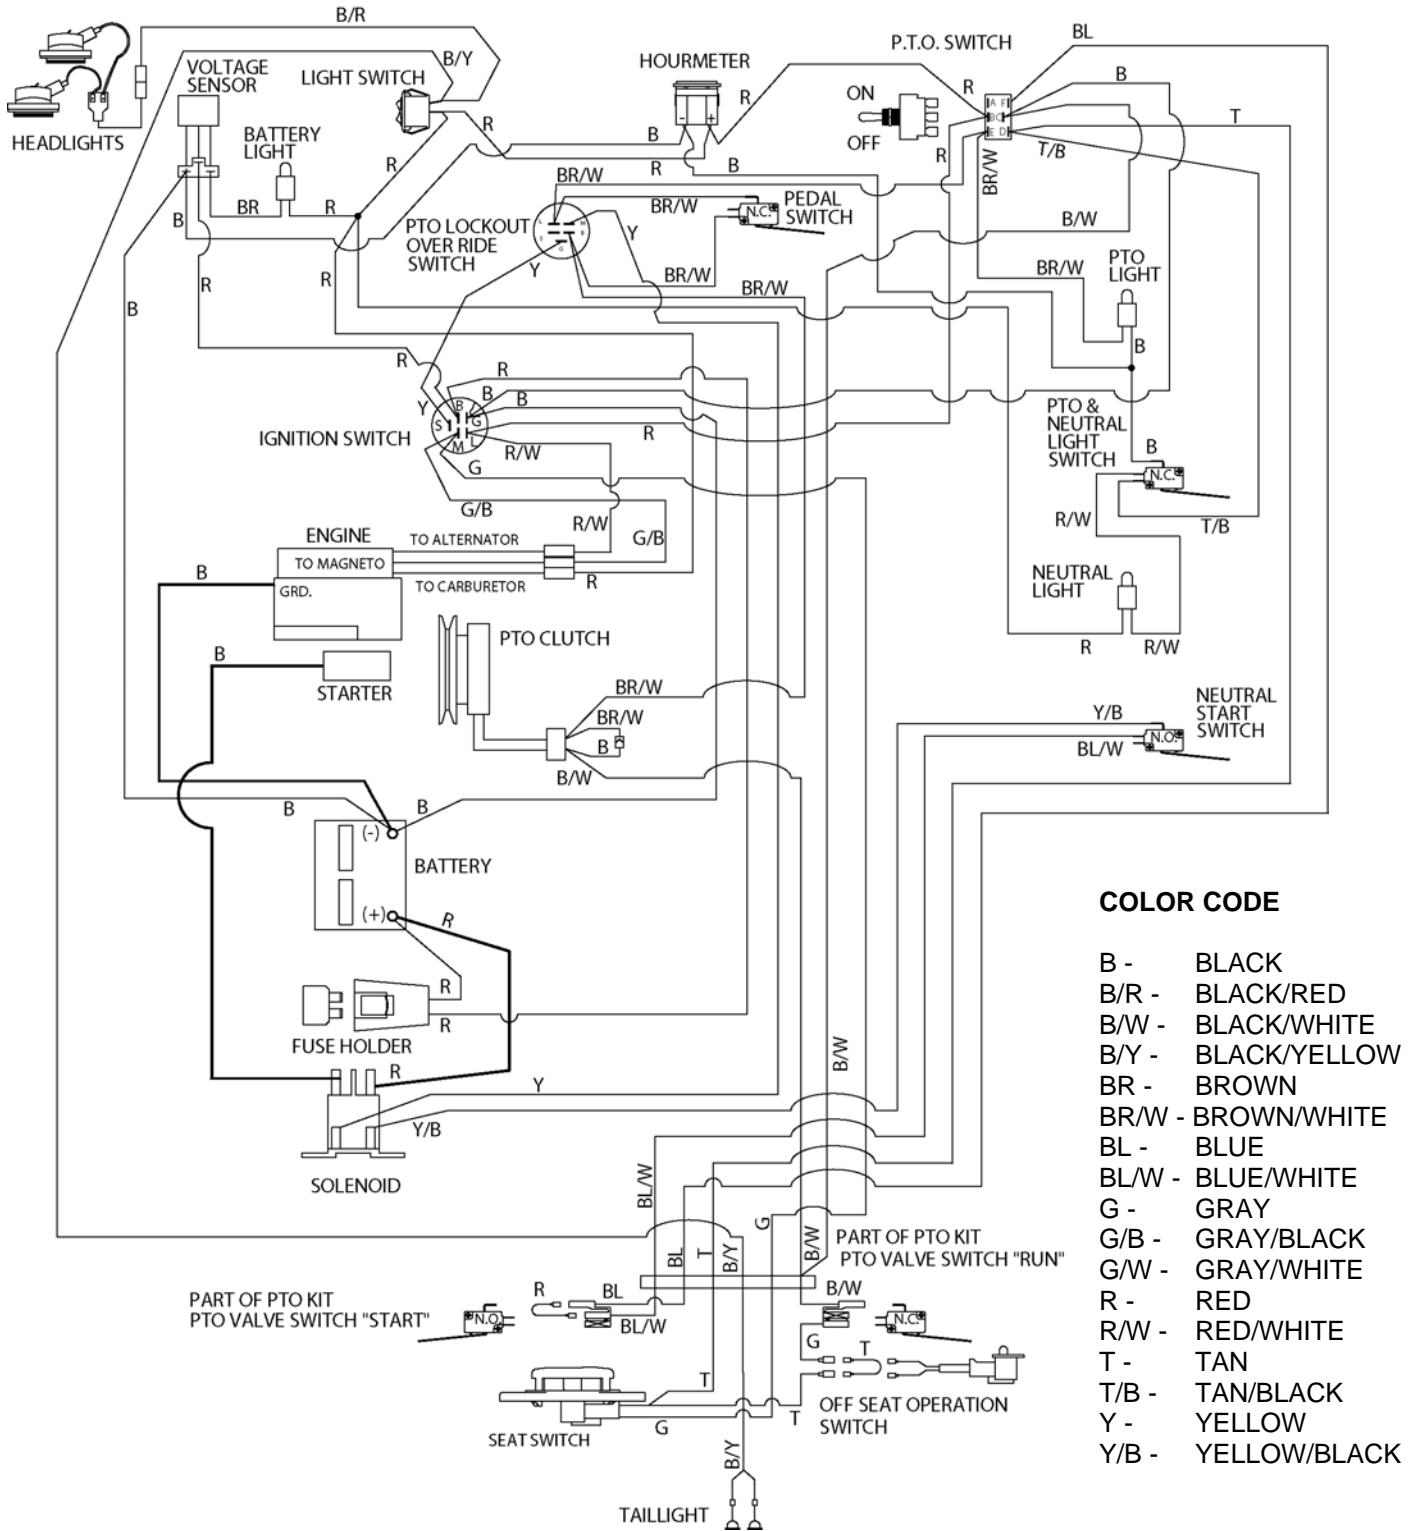 B/R
BL
B/Y
P.T.O. SWITCH
HOURMETER
VOLTAGE
SENSOR
LIGHT SWITCH
B
R
ON
R
A F
B C
E D
- +
HEADLIGHTS
BATTERY
LIGHT
R
B
OFF
T
T/B
R
R
B
R
BR/W
BR/W
BR
R
BR/W
N.C.
PEDAL
SWITCH
B/W
B
PTO LOCKOUT
OVER RIDE
SWITCH
L M
S B
G
Y
Y
BR/W
BR/W
BR/W
PTO
LIGHT
R
R
B
B
R
R
B
B
Y
B
S G
M L
IGNITION SWITCH
R
R/W
G
PTO &
NEUTRAL
LIGHT
SWITCH
B
N.C.
G/B
R/W
G/B
R/W
T/B
ENGINE
TO ALTERNATOR
TO MAGNETO
TO CARBURETOR
R
B
GRD.
NEUTRAL
LIGHT
R
R/W
PTO CLUTCH
B
STARTER
BR/W
BR/W
B
B/W
NEUTRAL
START
SWITCH
Y/B
N.O.
BL/W
B
B
(-)
BATTERY
(+)
R
COLOR CODE
B - BLACK
B/R - BLACK/RED
B/W - BLACK/WHITE
B/Y - BLACK/YELLOW
BR - BROWN
BR/W - BROWN/WHITE
BL - BLUE
BL/W - BLUE/WHITE
G - GRAY
G/B - GRAY/BLACK
G/W - GRAY/WHITE
R - RED
R/W - RED/WHITE
T - TAN
T/B - TAN/BLACK
Y - YELLOW
Y/B - YELLOW/BLACK
R
R
FUSE HOLDER
R
B/W
Y
Y/B
SOLENOID
BL/W
G
BL
T
B/Y
B/W
PART OF PTO KIT
PTO VALVE SWITCH "RUN"
PART OF PTO KIT
PTO VALVE SWITCH "START"
R
BL
B/W
N.O.
BL/W
N.C.
G
T
T
OFF SEAT OPERATION
SWITCH
SEAT SWITCH
G
T
B/Y
TAILLIGHT